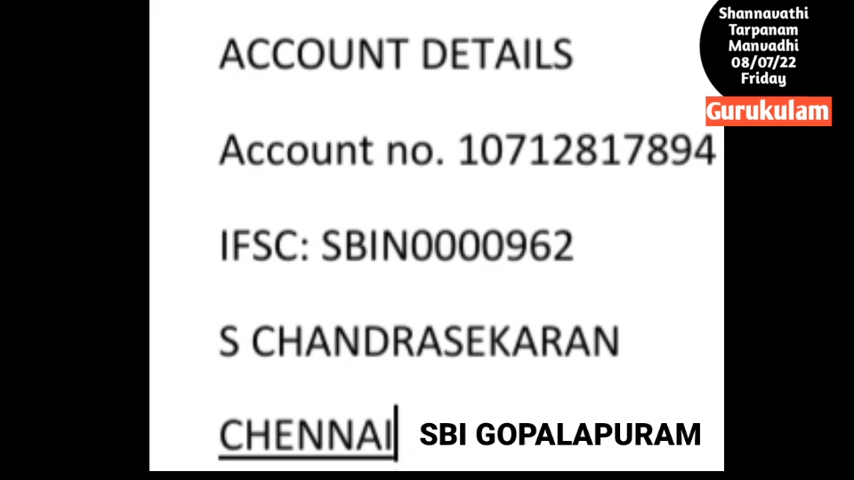 ACCOUNT DETAILS
Account no. 10712817894
IFSC: SBIN0000962
S CHANDRASEKARAN
CHENNAI SBI GOPALAPURAM
Shannavathi
Tarpanam
Manvadhi
08/07/22
Friday
Gurukulam